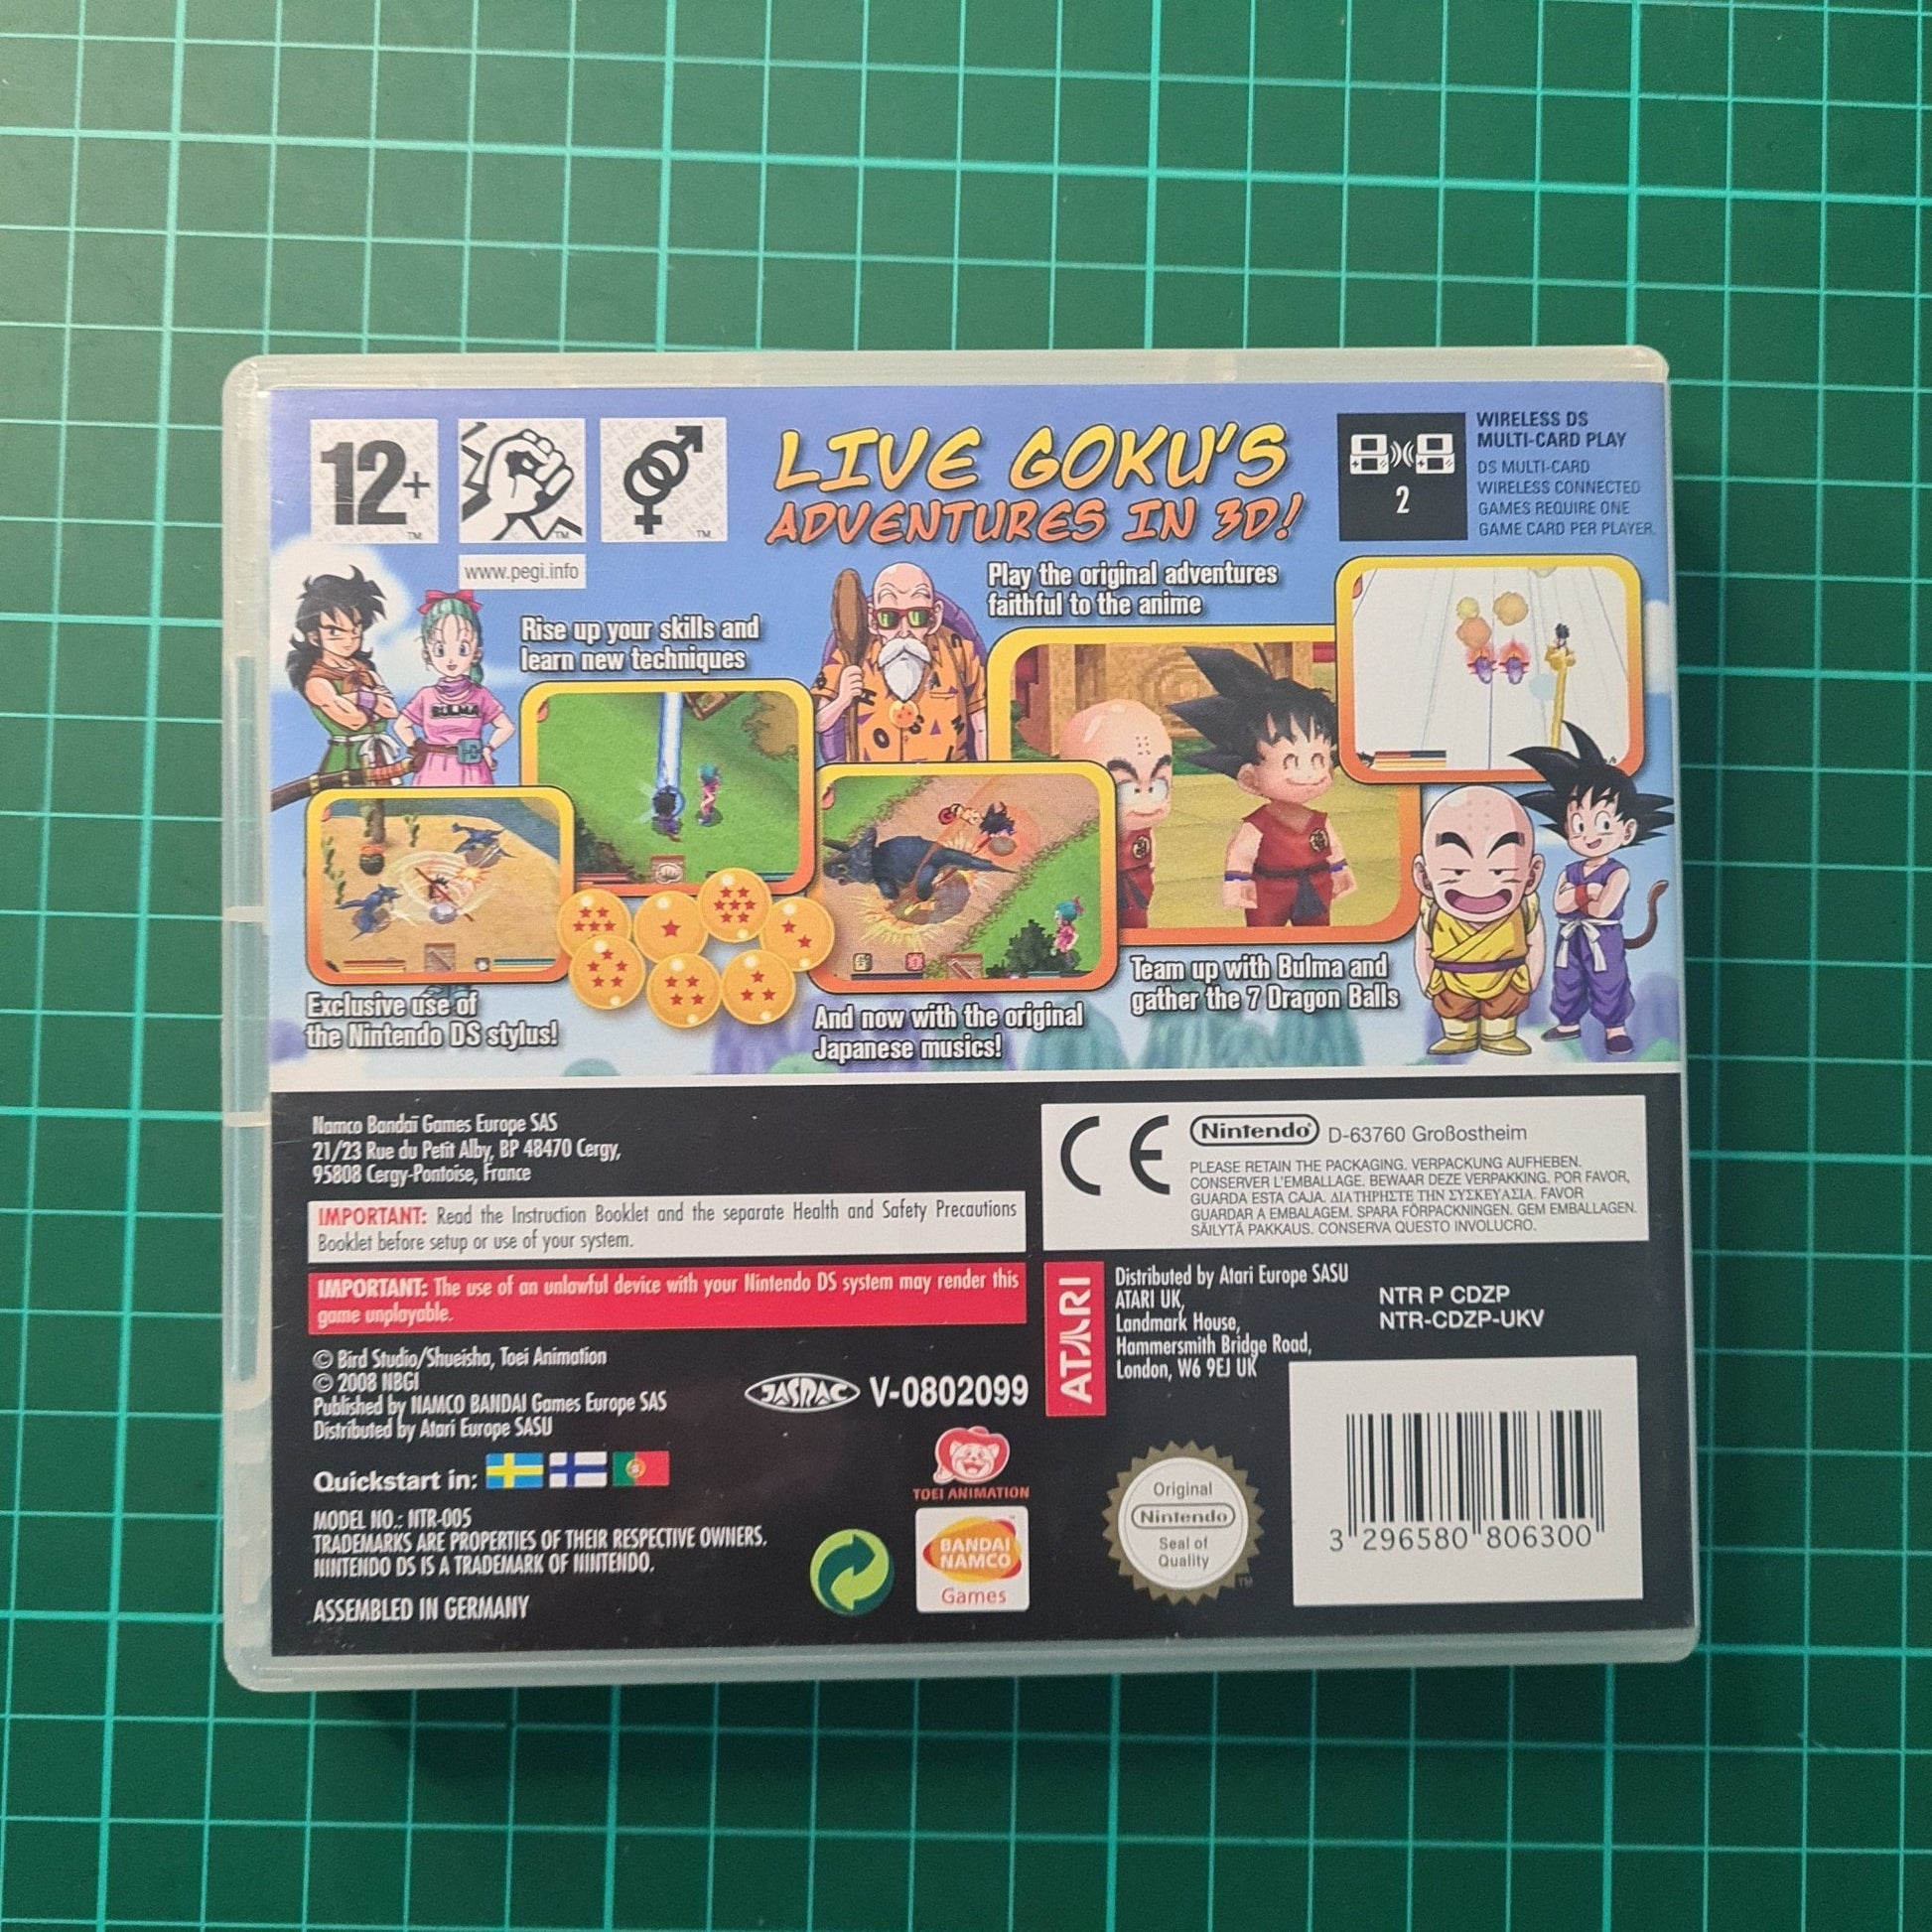 12+
www.pegi.info
LIVE GOKU'S
ADVENTURES IN 3D!
2
WIRELESS DS
MULTI-CARD PLAY
DS MULTI-CARD
WIRELESS CONNECTED
GAMES REQUIRE ONE
GAME CARD PER PLAYER.
Rise up your skills and
learn new techniques
Play the original adventures
faithful to the anime
BULMA
Exclusive use of
the Nintendo DS stylus!
And now with the original
Japanese musics!
Team up with Bulma and
gather the 7 Dragon Balls
Namco Bandaï Games Europe SAS
21/23 Rue du Petit Alby, BP 48470 Cergy,
95808 Cergy-Pontoise, France
IMPORTANT: Read the Instruction Booklet and the separate Health and Safety Precautions
Booklet before setup or use of your system.
IMPORTANT: The use of an unlawful device with your Nintendo DS system may render this
game unplayable.
© Bird Studio/Shueisha, Toei Animation
© 2008 NBGI
Published by NAMCO BANDAI Games Europe SAS
Distributed by Atari Europe SASU
JASRAC V-0802099
Quickstart in:
MODEL NO.: NTR-005
TRADEMARKS ARE PROPERTIES OF THEIR RESPECTIVE OWNERS.
NINTENDO DS IS A TRADEMARK OF NINTENDO.
ASSEMBLED IN GERMANY
TOEI ANIMATION
BANDAI
NAMCO
Games
CE Nintendo D-63760 Großostheim
PLEASE RETAIN THE PACKAGING. VERPACKUNG AUFHEBEN.
CONSERVER L'EMBALLAGE. BEWAAR DEZE VERPAKKING. POR FAVOR,
GUARDA ESTA CAJA. ΔΙΑΤΗΡΗΣΤΕ ΤΗΝ ΣΥΣΚΕΥΑΣΙΑ. FAVOR
GUARDAR A EMBALAGEM. SPARA FÖRPACKNINGEN. GEM EMBALLAGEN.
SÄILYTÄ PAKKAUS. CONSERVA QUESTO INVOLUCRO.
ATARI
Distributed by Atari Europe SASU
ATARI UK,
Landmark House,
Hammersmith Bridge Road,
London, W6 9EJ UK
NTR P CDZP
NTR-CDZP-UKV
Original
Nintendo
Seal of
Quality
3 296580 806300